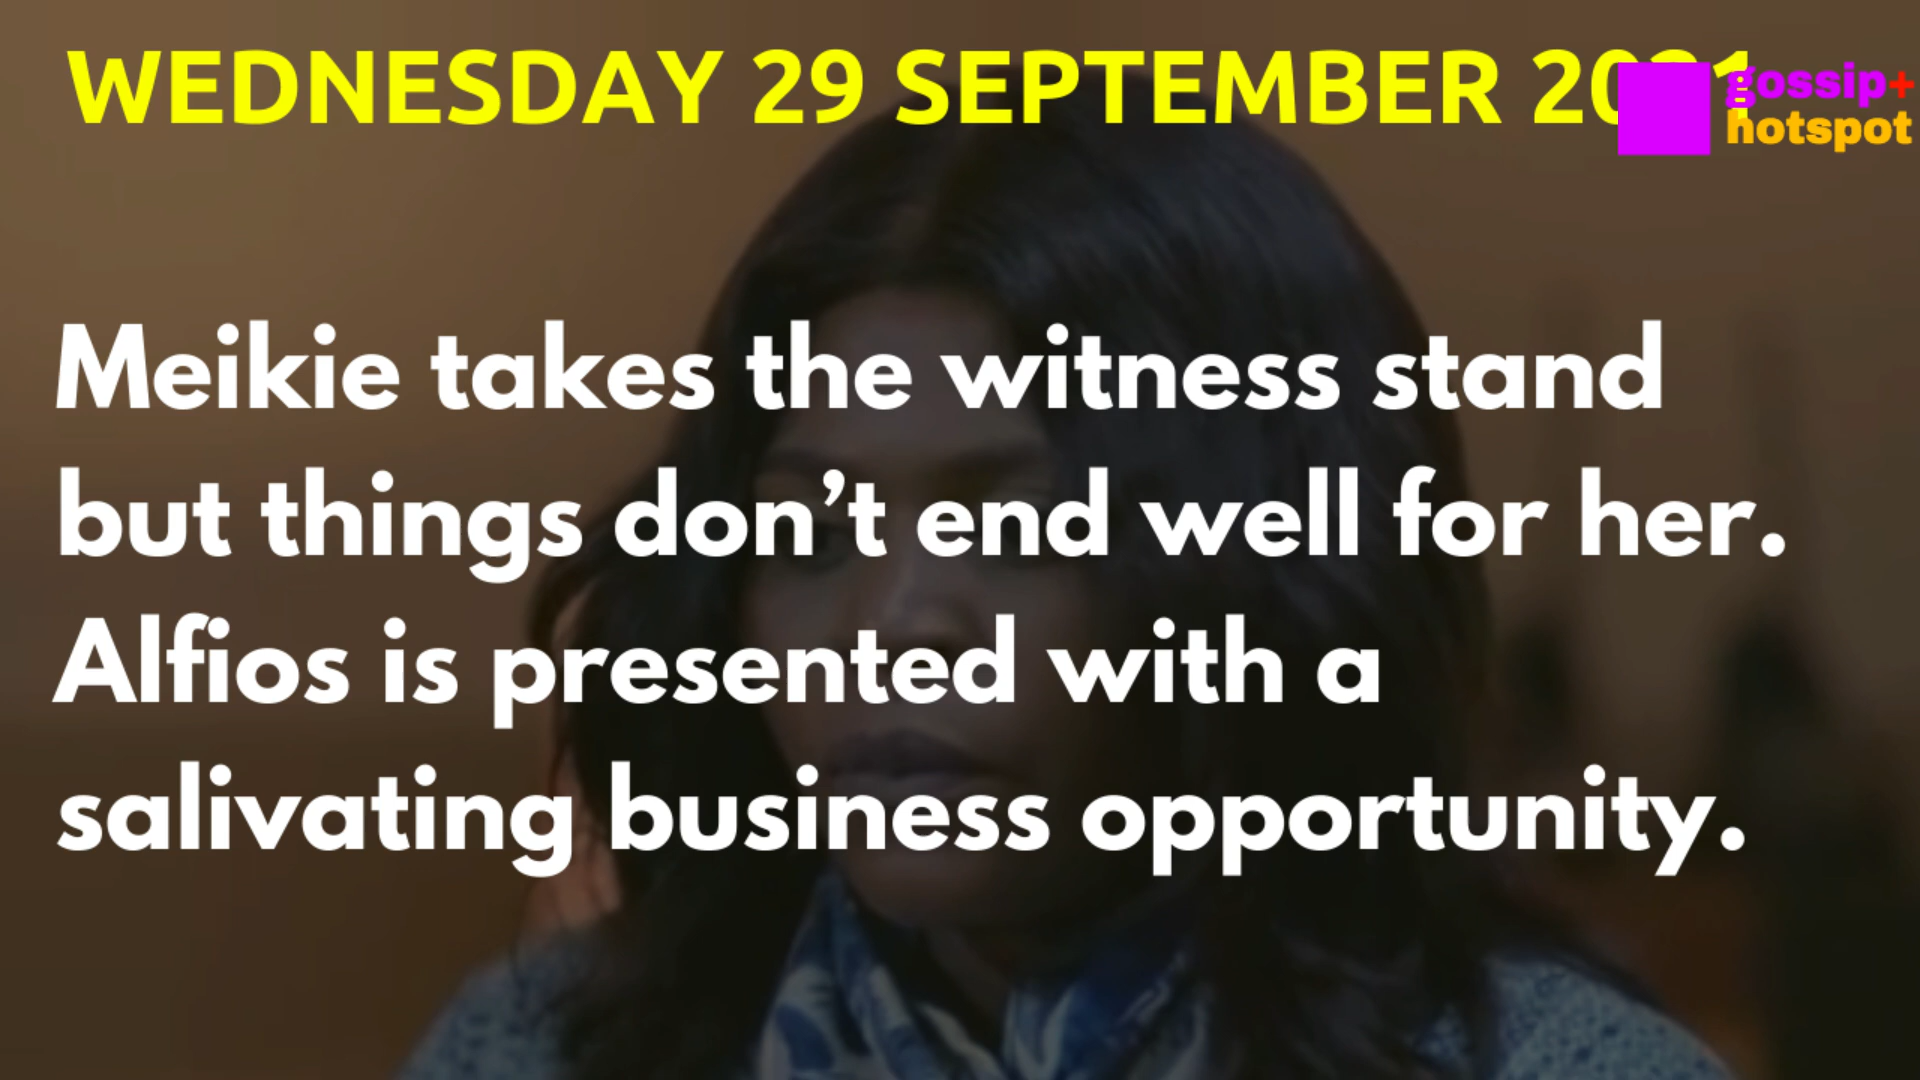 WEDNESDAY 29 SEPTEMBER 2021
gossip+
hotspot
Meikie takes the witness stand
but things don’t end well for her.
Alfios is presented with a
salivating business opportunity.